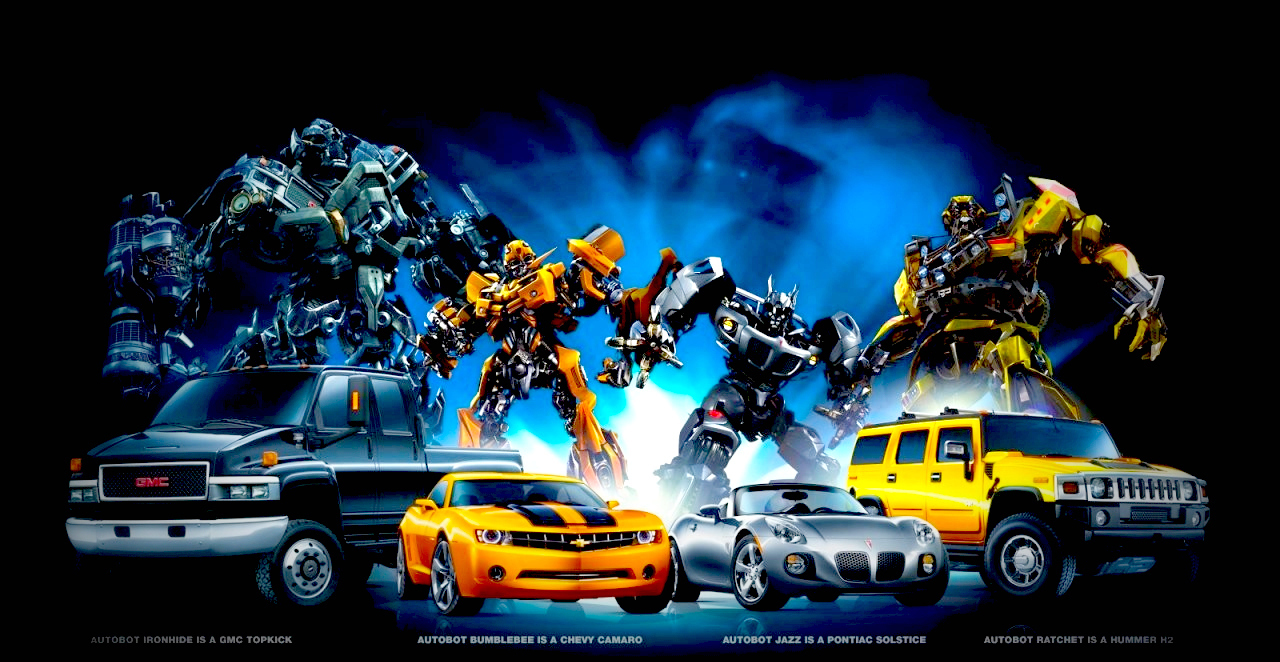 GMC
AUTOBOT IRONHIDE IS A GMC TOPKICK
AUTOBOT BUMBLEBEE IS A CHEVY CAMARO
AUTOBOT JAZZ IS A PONTIAC SOLSTICE
AUTOBOT RATCHET IS A HUMMER H2